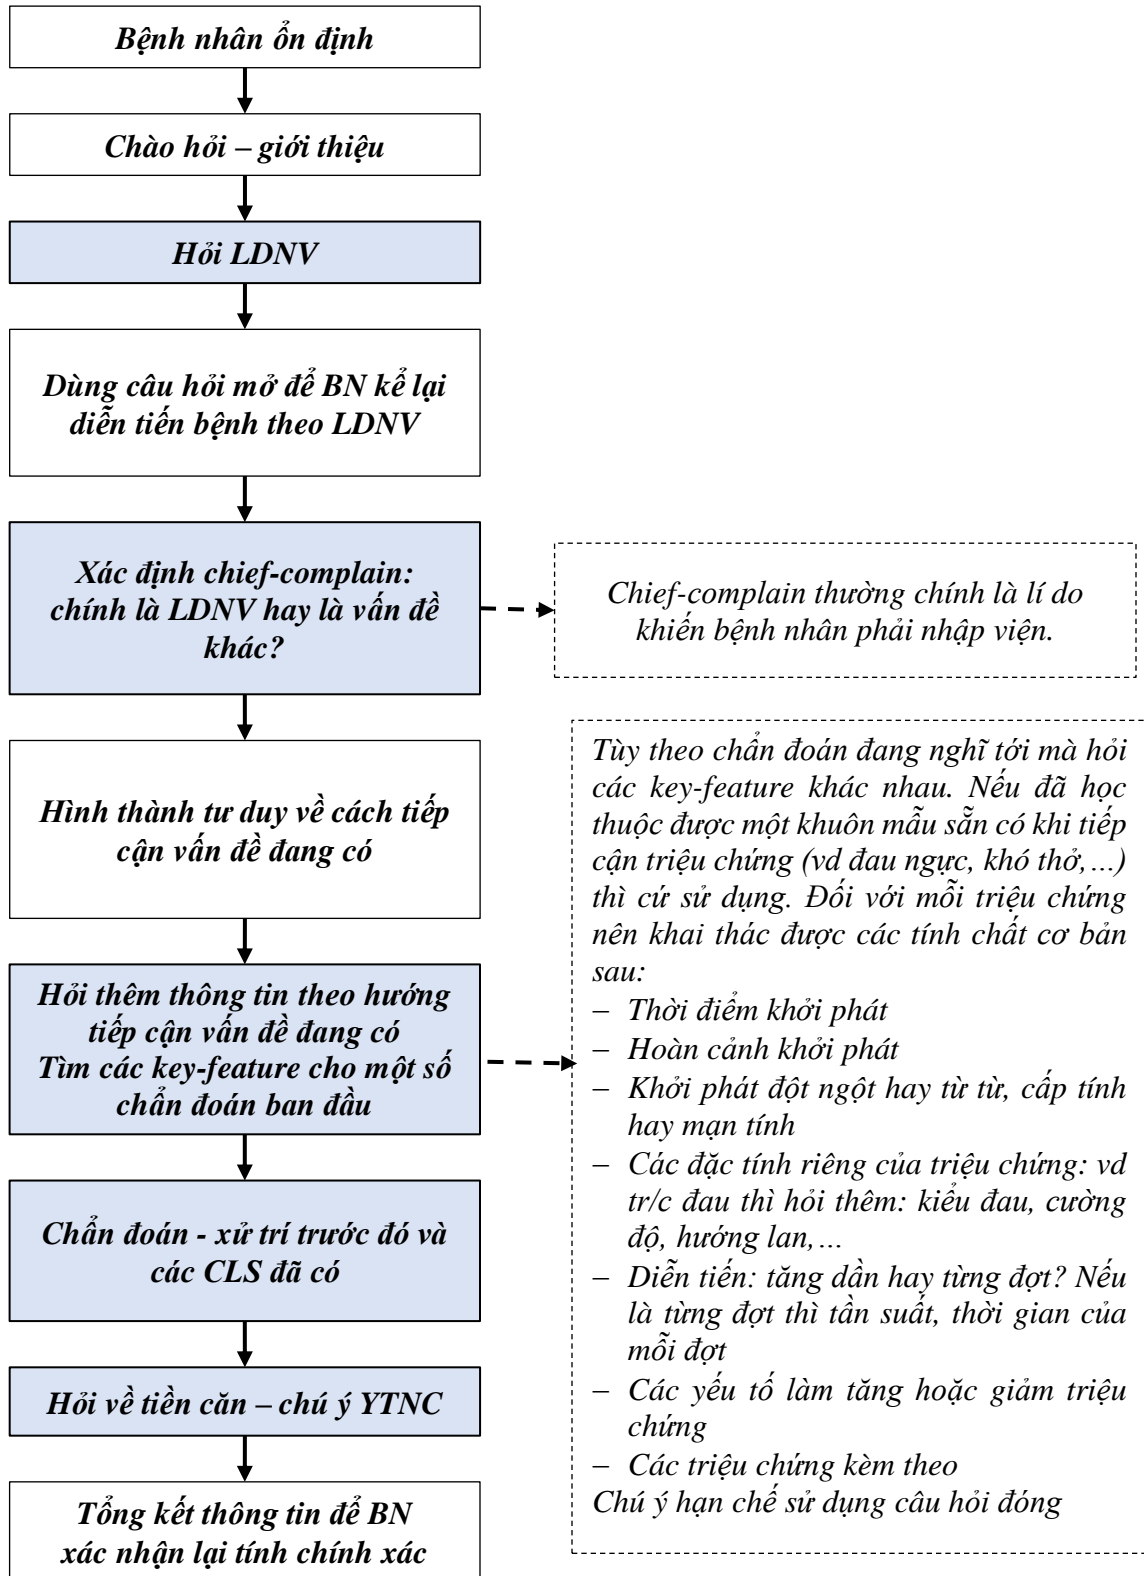 Bệnh nhân ổn định
Chào hỏi – giới thiệu
Hỏi LDNV
Dùng câu hỏi mở để BN kể lại
diễn tiến bệnh theo LDNV
Xác định chief-complain:
chính là LDNV hay là vấn đề
khác?
Chief-complain thường chính là lí do
khiến bệnh nhân phải nhập viện.
Hình thành tư duy về cách tiếp
cận vấn đề đang có
Hỏi thêm thông tin theo hướng
tiếp cận vấn đề đang có
Tìm các key-feature cho một số
chẩn đoán ban đầu
Tùy theo chẩn đoán đang nghĩ tới mà hỏi
các key-feature khác nhau. Nếu đã học
thuộc được một khuôn mẫu sẵn có khi tiếp
cận triệu chứng (vd đau ngực, khó thở,…)
thì cứ sử dụng. Đối với mỗi triệu chứng
nên khai thác được các tính chất cơ bản
sau:
– Thời điểm khởi phát
– Hoàn cảnh khởi phát
– Khởi phát đột ngột hay từ từ, cấp tính
hay mạn tính
– Các đặc tính riêng của triệu chứng: vd
tr/c đau thì hỏi thêm: kiểu đau, cường
độ, hướng lan,…
– Diễn tiến: tăng dần hay từng đợt? Nếu
là từng đợt thì tần suất, thời gian của
mỗi đợt
– Các yếu tố làm tăng hoặc giảm triệu
chứng
– Các triệu chứng kèm theo
Chú ý hạn chế sử dụng câu hỏi đóng
Chẩn đoán - xử trí trước đó và
các CLS đã có
Hỏi về tiền căn – chú ý YTNC
Tổng kết thông tin để BN
xác nhận lại tính chính xác